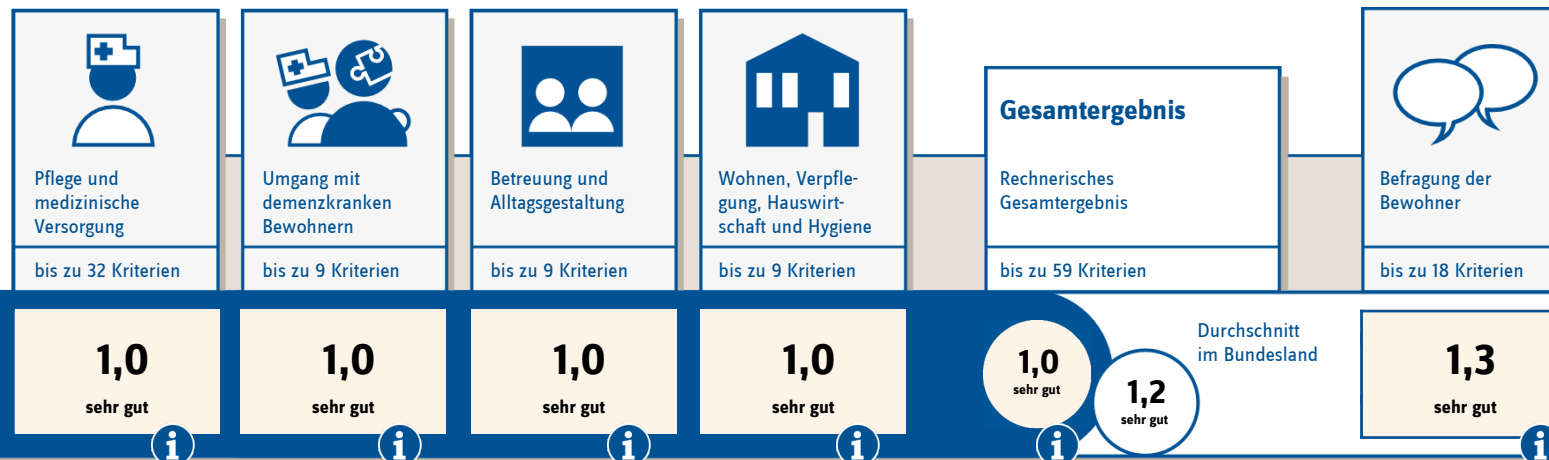 Pflege und
medizinische
Versorgung
bis zu 32 Kriterien
1,0
sehr gut
i
Umgang mit
demenzkranken
Bewohnern
bis zu 9 Kriterien
1,0
sehr gut
i
Betreuung und
Alltagsgestaltung
bis zu 9 Kriterien
1,0
sehr gut
i
Wohnen, Verpfle-
gung, Hauswirt-
schaft und Hygiene
bis zu 9 Kriterien
1,0
sehr gut
i
Gesamtergebnis
Rechnerisches
Gesamtergebnis
bis zu 59 Kriterien
1,0
sehr gut
i
1,2
sehr gut
Durchschnitt
im Bundesland
Befragung der
Bewohner
bis zu 18 Kriterien
1,3
sehr gut
i